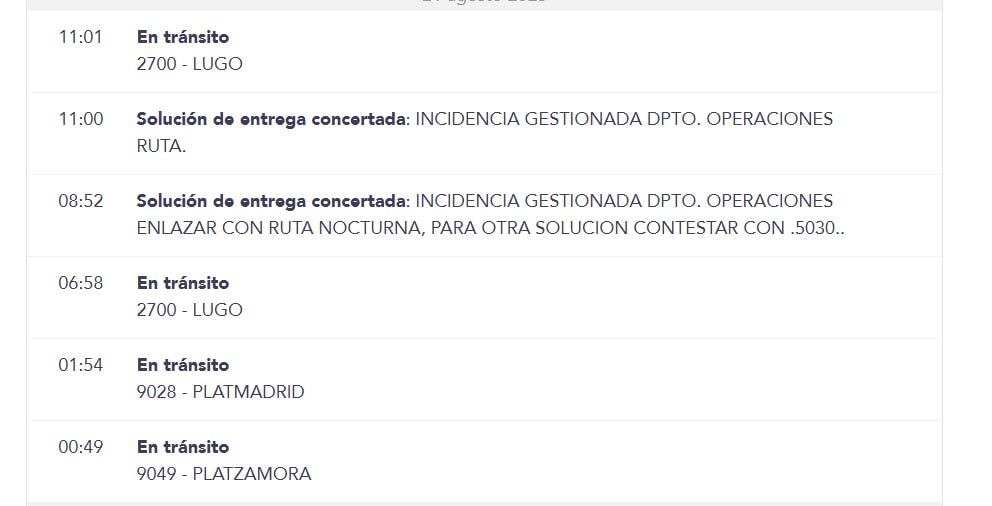 11:01 En tránsito
2700 - LUGO
11:00 Solución de entrega concertada: INCIDENCIA GESTIONADA DPTO. OPERACIONES
RUTA.
08:52 Solución de entrega concertada: INCIDENCIA GESTIONADA DPTO. OPERACIONES
ENLAZAR CON RUTA NOCTURNA, PARA OTRA SOLUCION CONTESTAR CON .5030..
06:58 En tránsito
2700 - LUGO
01:54 En tránsito
9028 - PLATMADRID
00:49 En tránsito
9049 - PLATZAMORA